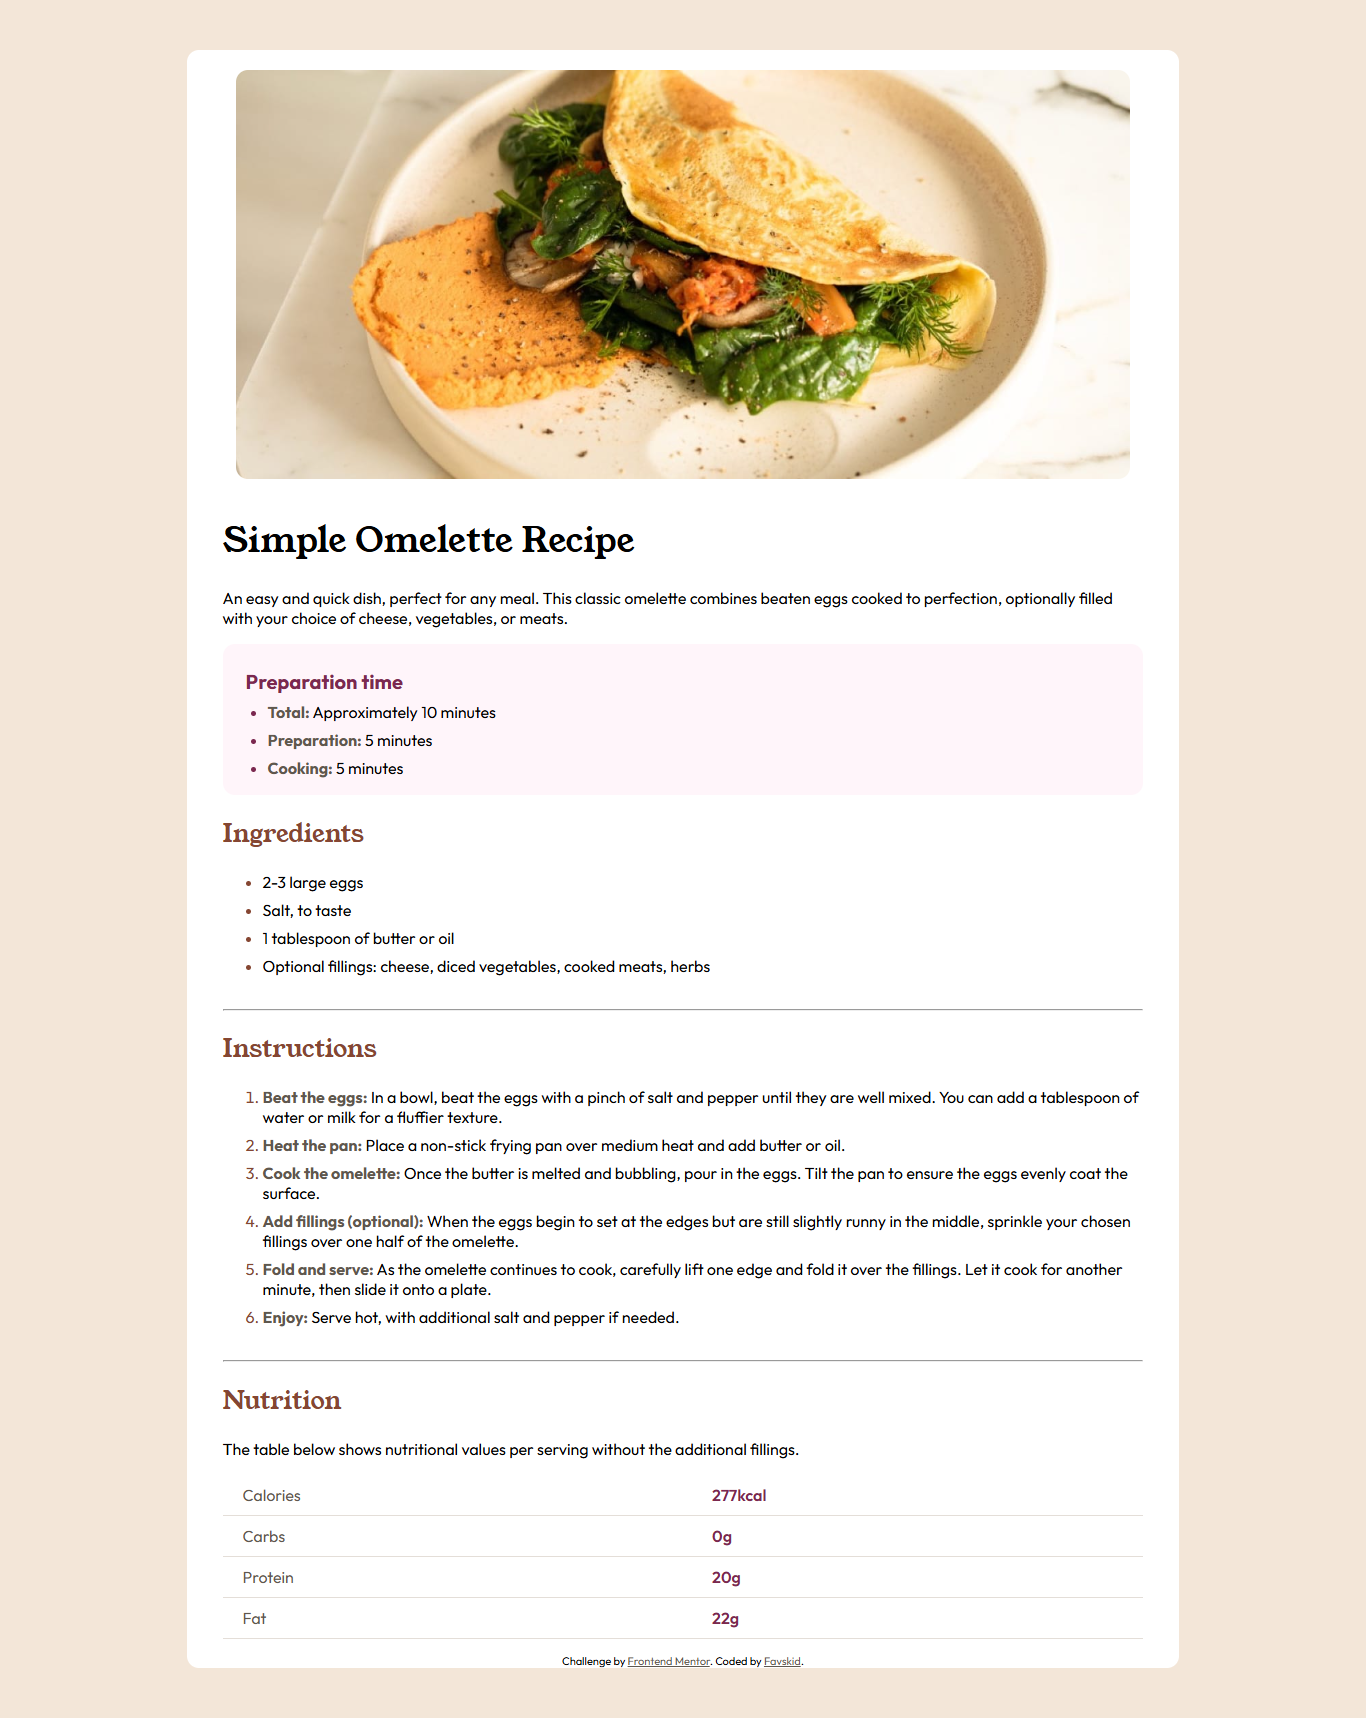 Simple Omelette Recipe
An easy and quick dish, perfect for any meal. This classic omelette combines beaten eggs cooked to perfection, optionally filled
with your choice of cheese, vegetables, or meats.
Preparation time
• Total: Approximately 10 minutes
• Preparation: 5 minutes
• Cooking: 5 minutes
Ingredients
• 2-3 large eggs
• Salt, to taste
• 1 tablespoon of butter or oil
• Optional fillings: cheese, diced vegetables, cooked meats, herbs
Instructions
1. Beat the eggs: In a bowl, beat the eggs with a pinch of salt and pepper until they are well mixed. You can add a tablespoon of
water or milk for a fluffier texture.
2. Heat the pan: Place a non-stick frying pan over medium heat and add butter or oil.
3. Cook the omelette: Once the butter is melted and bubbling, pour in the eggs. Tilt the pan to ensure the eggs evenly coat the
surface.
4. Add fillings (optional): When the eggs begin to set at the edges but are still slightly runny in the middle, sprinkle your chosen
fillings over one half of the omelette.
5. Fold and serve: As the omelette continues to cook, carefully lift one edge and fold it over the fillings. Let it cook for another
minute, then slide it onto a plate.
6. Enjoy: Serve hot, with additional salt and pepper if needed.
Nutrition
The table below shows nutritional values per serving without the additional fillings.
Calories 277kcal
Carbs 0g
Protein 20g
Fat 22g
Challenge by Frontend Mentor. Coded by Favskid.